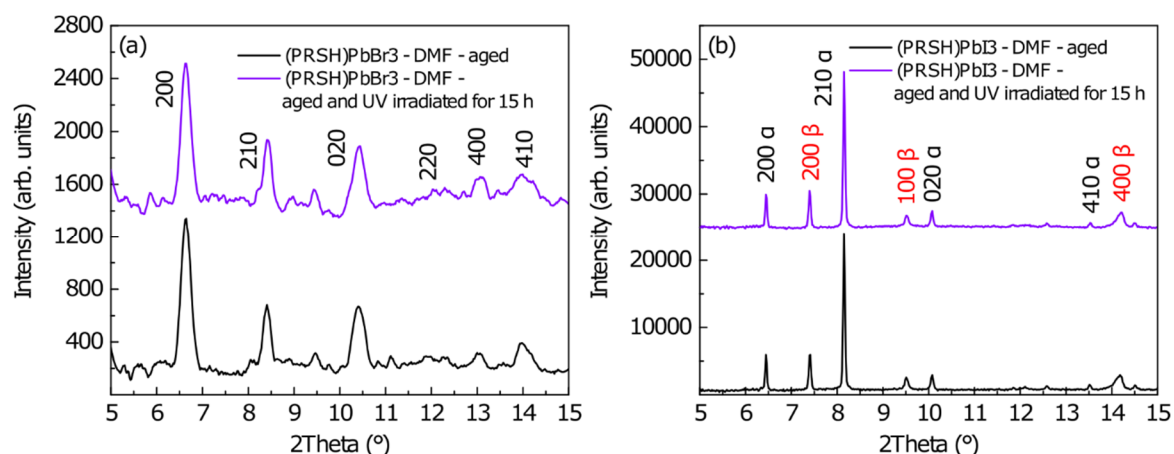 (a)
(PRSH)PbBr3 - DMF - aged
(PRSH)PbBr3 - DMF -
aged and UV irradiated for 15 h
200
210
020
220
400
410
2800
2400
2000
1600
1200
800
400
Intensity (arb. units)
5 6 7 8 9 10 11 12 13 14 15
2Theta (°)
(b)
(PRSH)PbI3 - DMF - aged
(PRSH)PbI3 - DMF -
aged and UV irradiated for 15 h
200 α
200 β
210 α
100 β
020 α
410 α
400 β
50000
40000
30000
20000
10000
Intensity (arb. units)
5 6 7 8 9 10 11 12 13 14 15
2Theta (°)